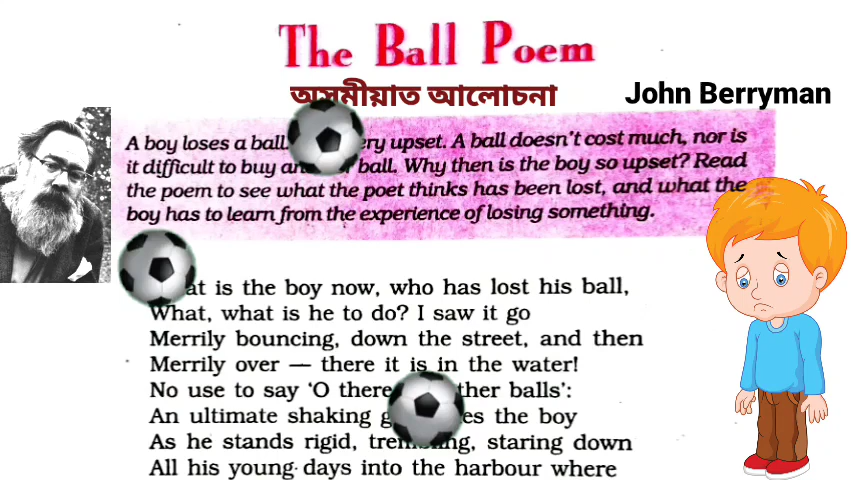 The Ball Poem
অসমীয়াত আলোচনা
John Berryman
A boy loses a ball. upset. A ball doesn't cost much, nor is
it difficult to buy ball. Why then is the boy so upset? Read
the poem to see what the poet thinks has been lost, and what the
boy has to learn from the experience of losing something.
is the boy now, who has lost his ball,
What, what is he to do? I saw it go
Merrily bouncing, down the street, and then
Merrily over — there it is in the water!
No use to say 'O there balls':
An ultimate shaking the boy
As he stands rigid, trembling, staring down
All his young days into the harbour where